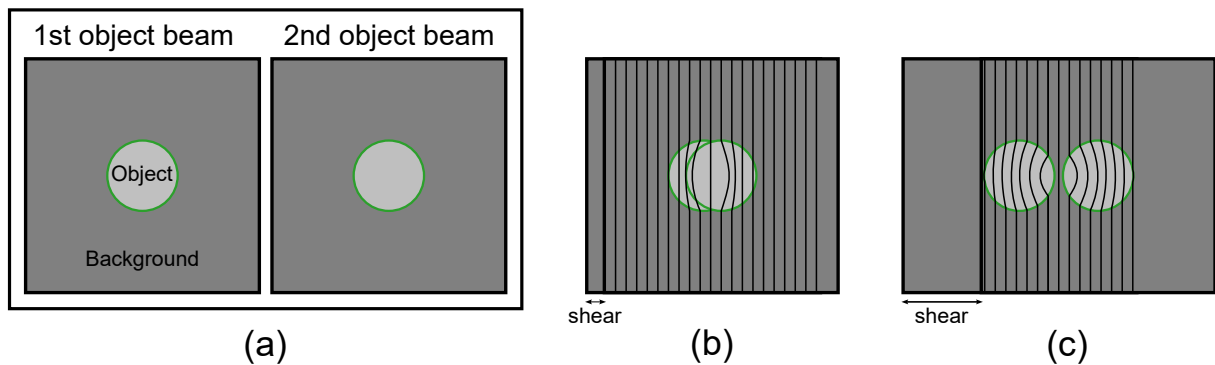 1st object beam
2nd object beam
Object
Background
shear
shear
(a)
(b)
(c)